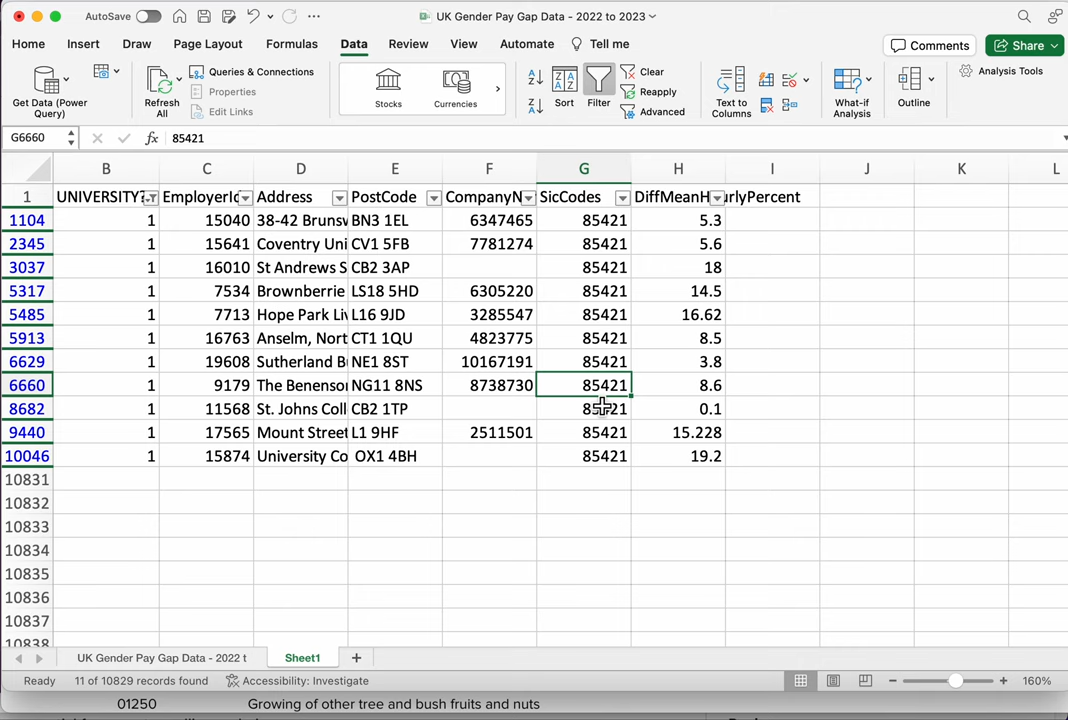 AutoSave UK Gender Pay Gap Data - 2022 to 2023
Home Insert Draw Page Layout Formulas Data Review View Automate Tell me Comments Share
Get Data (Power Query) Refresh All Queries & Connections Properties Edit Links Stocks Currencies Sort Filter Clear Reapply Advanced Text to Columns What-if Analysis Outline Analysis Tools
G6660 fx 85421
B C D E F G H I J K L
1 UNIVERSITY? EmployerId Address PostCode CompanyN SicCodes DiffMeanH urlyPercent
1104 1 15040 38-42 Brunsw BN3 1EL 6347465 85421 5.3
2345 1 15641 Coventry Uni CV1 5FB 7781274 85421 5.6
3037 1 16010 St Andrews S CB2 3AP 85421 18
5317 1 7534 Brownberrie LS18 5HD 6305220 85421 14.5
5485 1 7713 Hope Park Liv L16 9JD 3285547 85421 16.62
5913 1 16763 Anselm, Nort CT1 1QU 4823775 85421 8.5
6629 1 19608 Sutherland B NE1 8ST 10167191 85421 3.8
6660 1 9179 The Benenson NG11 8NS 8738730 85421 8.6
8682 1 11568 St. Johns Coll CB2 1TP 85421 0.1
9440 1 17565 Mount Street L1 9HF 2511501 85421 15.228
10046 1 15874 University Co OX1 4BH 85421 19.2
10831
10832
10833
10834
10835
10836
10837
10838
UK Gender Pay Gap Data - 2022 t Sheet1 +
Ready 11 of 10829 records found Accessibility: Investigate 160%
01250 Growing of other tree and bush fruits and nuts